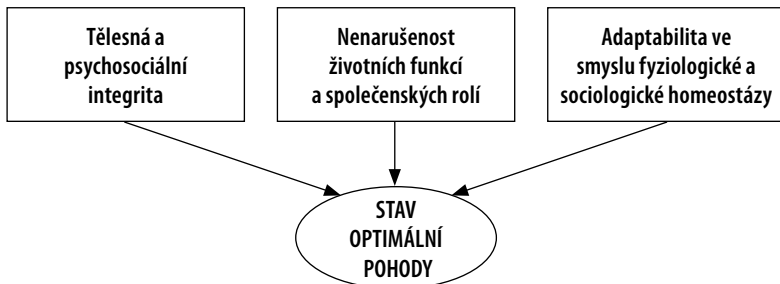 Tělesná a
psychosociální
integrita
Nenarušenost
životních funkcí
a společenských rolí
Adaptabilita ve
smyslu fyziologické a
sociologické homeostázy
STAV
OPTIMÁLNÍ
POHODY